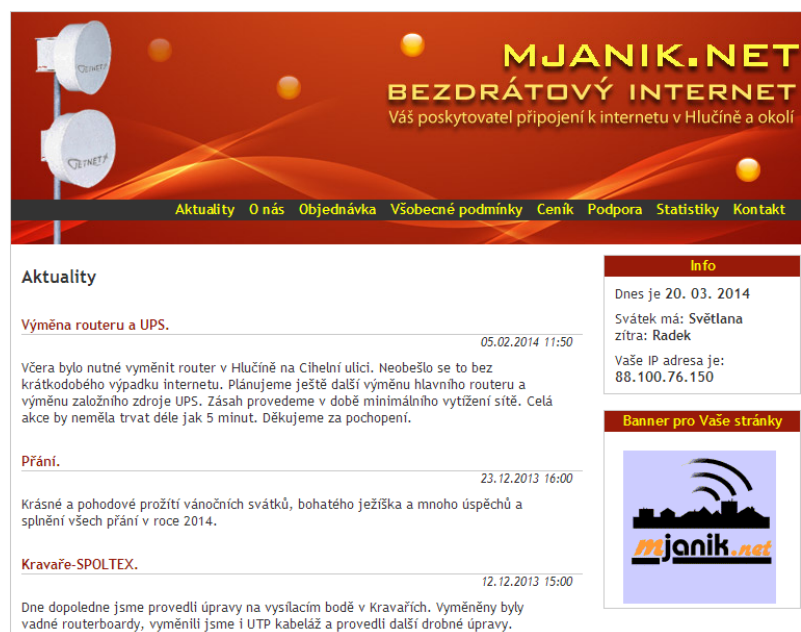 MJANIK.NET
BEZDRÁTOVÝ INTERNET
Váš poskytovatel připojení k internetu v Hlučíně a okolí
JETNET
JETNET
Aktuality O nás Objednávka Všobecné podmínky Ceník Podpora Statistiky Kontakt
Aktuality
Výměna routeru a UPS.
05.02.2014 11:50
Včera bylo nutné vyměnit router v Hlučíně na Cihelní ulici. Neobešlo se to bez
krátkodobého výpadku internetu. Plánujeme ještě další výměnu hlavního routeru a
výměnu založního zdroje UPS. Zásah provedeme v době minimálního vytížení sítě. Celá
akce by neměla trvat déle jak 5 minut. Děkujeme za pochopení.
Přání.
23.12.2013 16:00
Krásné a pohodové prožítí vánočních svátků, bohatého ježíška a mnoho úspěchů a
splnění všech přání v roce 2014.
Kravaře-SPOLTEX.
12.12.2013 15:00
Dne dopoledne jsme provedli úpravy na vysílacím bodě v Kravařích. Vyměněny byly
vadné routerboardy, vyměnili jsme i UTP kabeláž a provedli další drobné úpravy.
Info
Dnes je 20. 03. 2014
Svátek má: Světlana
zítra: Radek
Vaše IP adresa je:
88.100.76.150
Banner pro Vaše stránky
mjanik.net